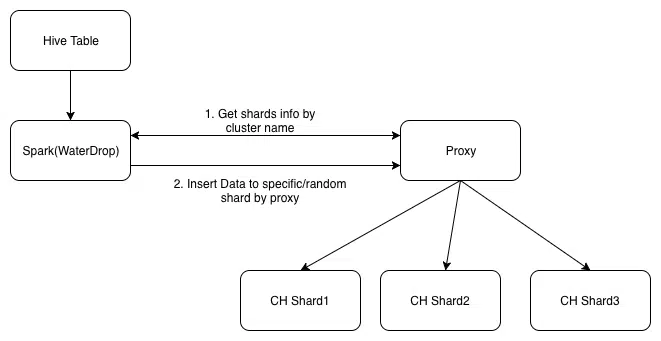 Hive Table
1. Get shards info by
cluster name
Spark(WaterDrop)
Proxy
2. Insert Data to specific/random
shard by proxy
CH Shard1
CH Shard2
CH Shard3